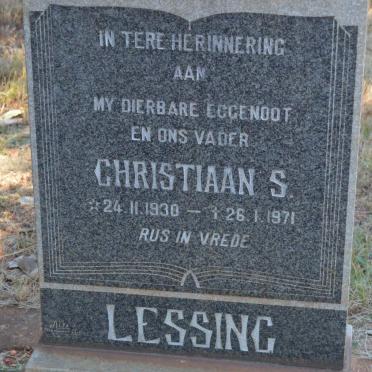 IN TERE HERINNERING
AAN
MY DIERBARE EGGENOOT
EN ONS VADER
CHRISTIAAN S.
☆ 24.11.1930 — † 26.1.1971
RUS IN VREDE
LESSING